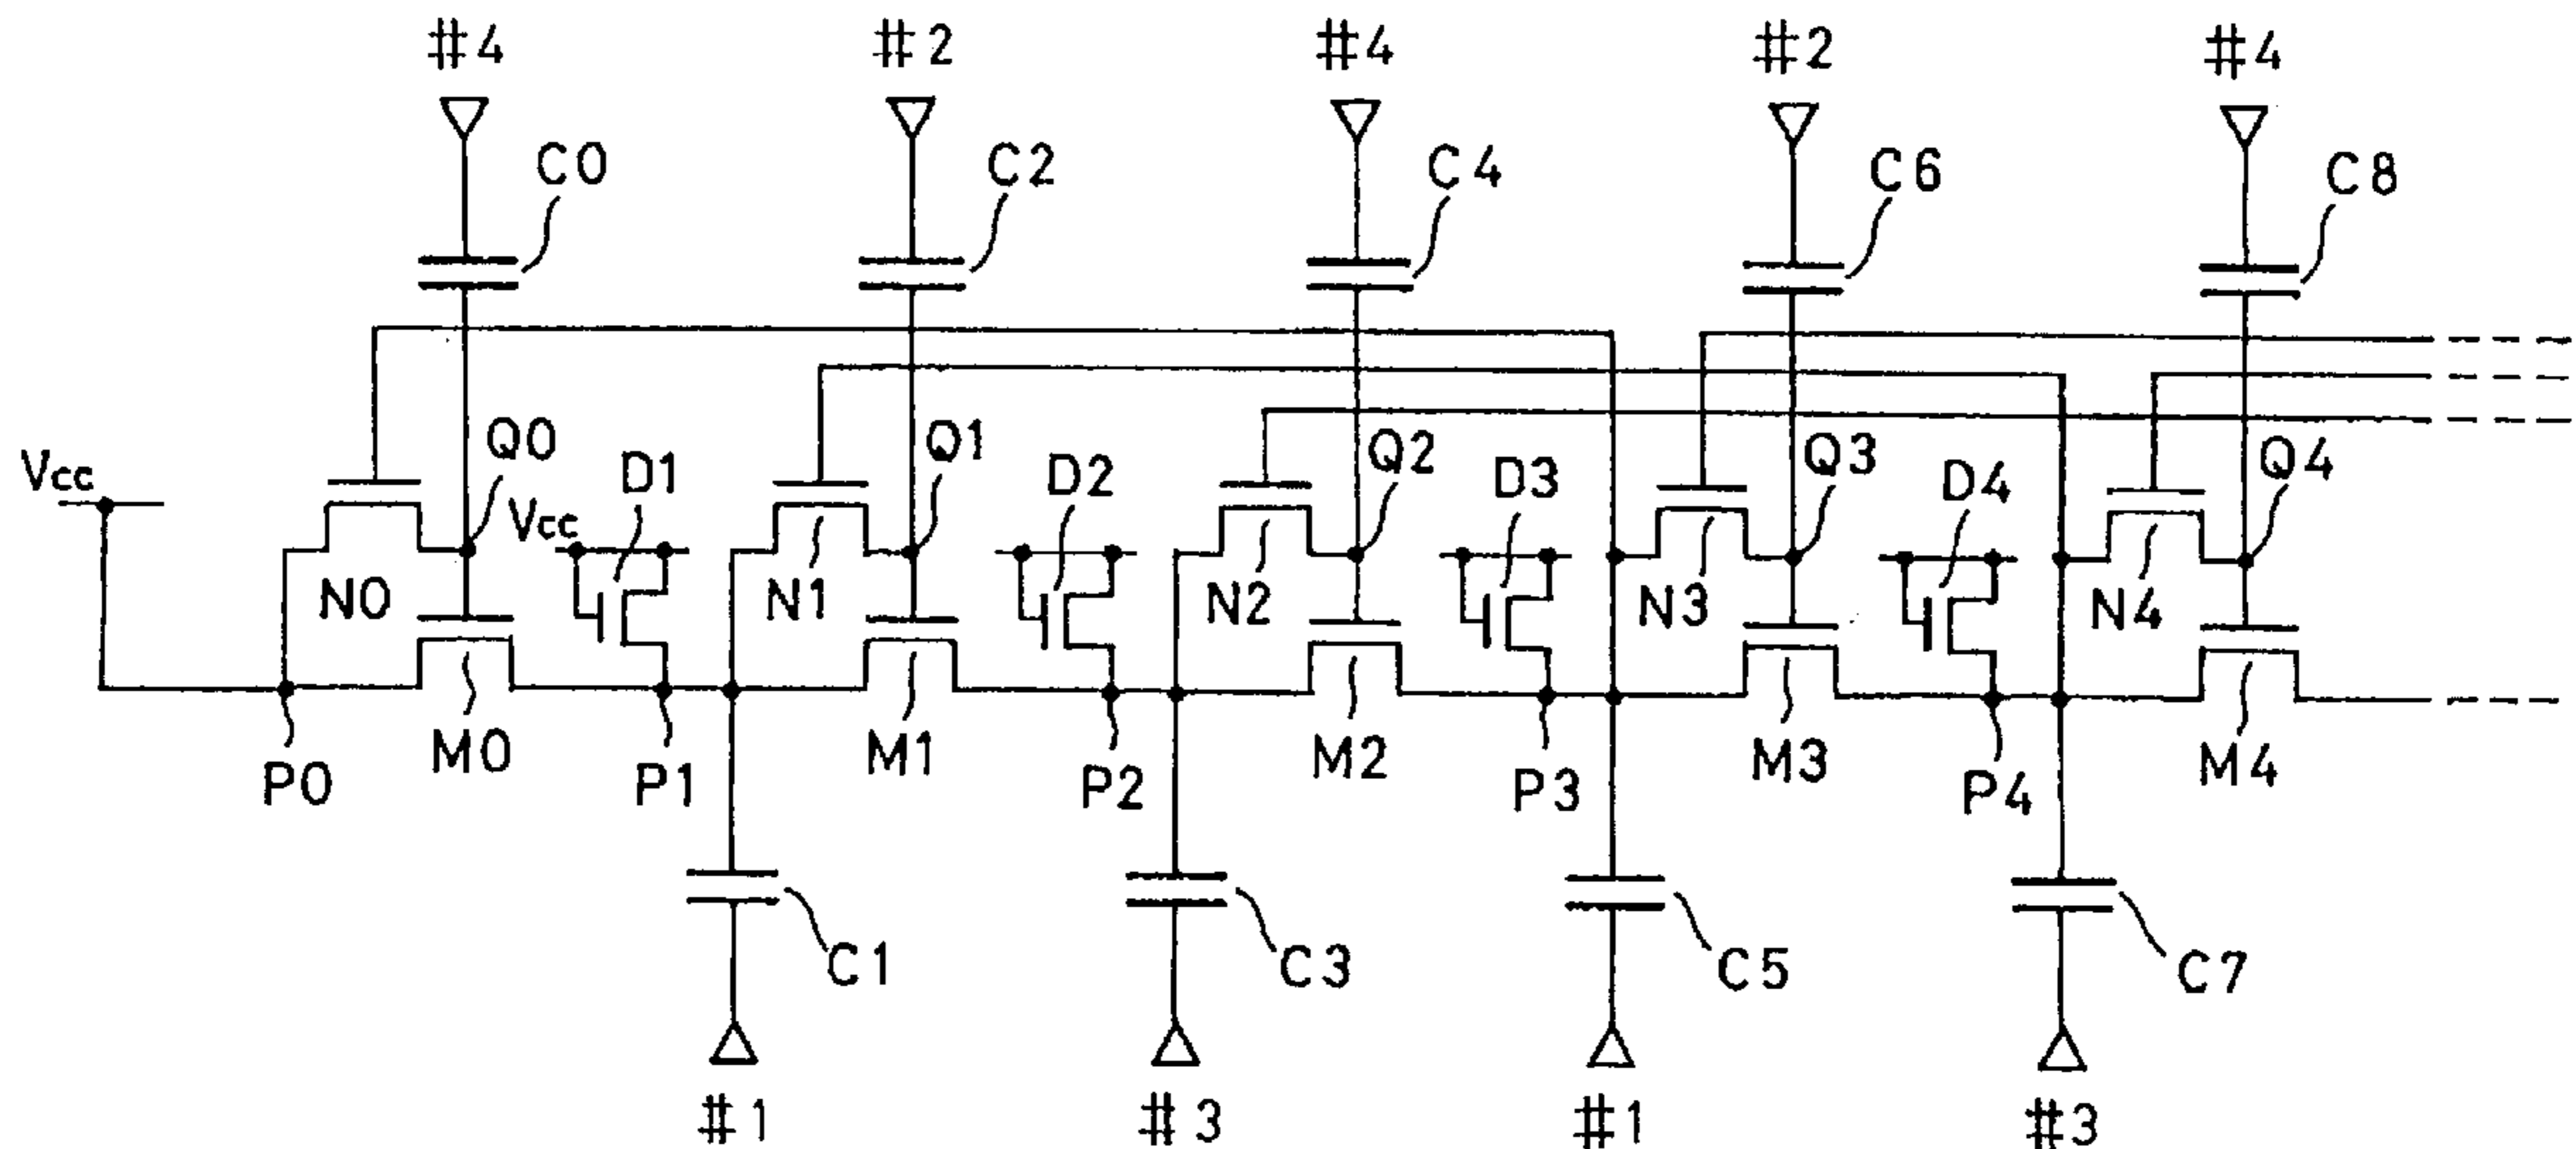 #4 #2 #4 #2 #4
C0 C2 C4 C6 C8
Vcc Q0 D1 Q1 D2 Q2 D3 Q3 D4 Q4
Vcc
N0 N1 N2 N3 N4
P0 M0 P1 M1 P2 M2 P3 M3 P4 M4
C1 C3 C5 C7
#1 #3 #1 #3